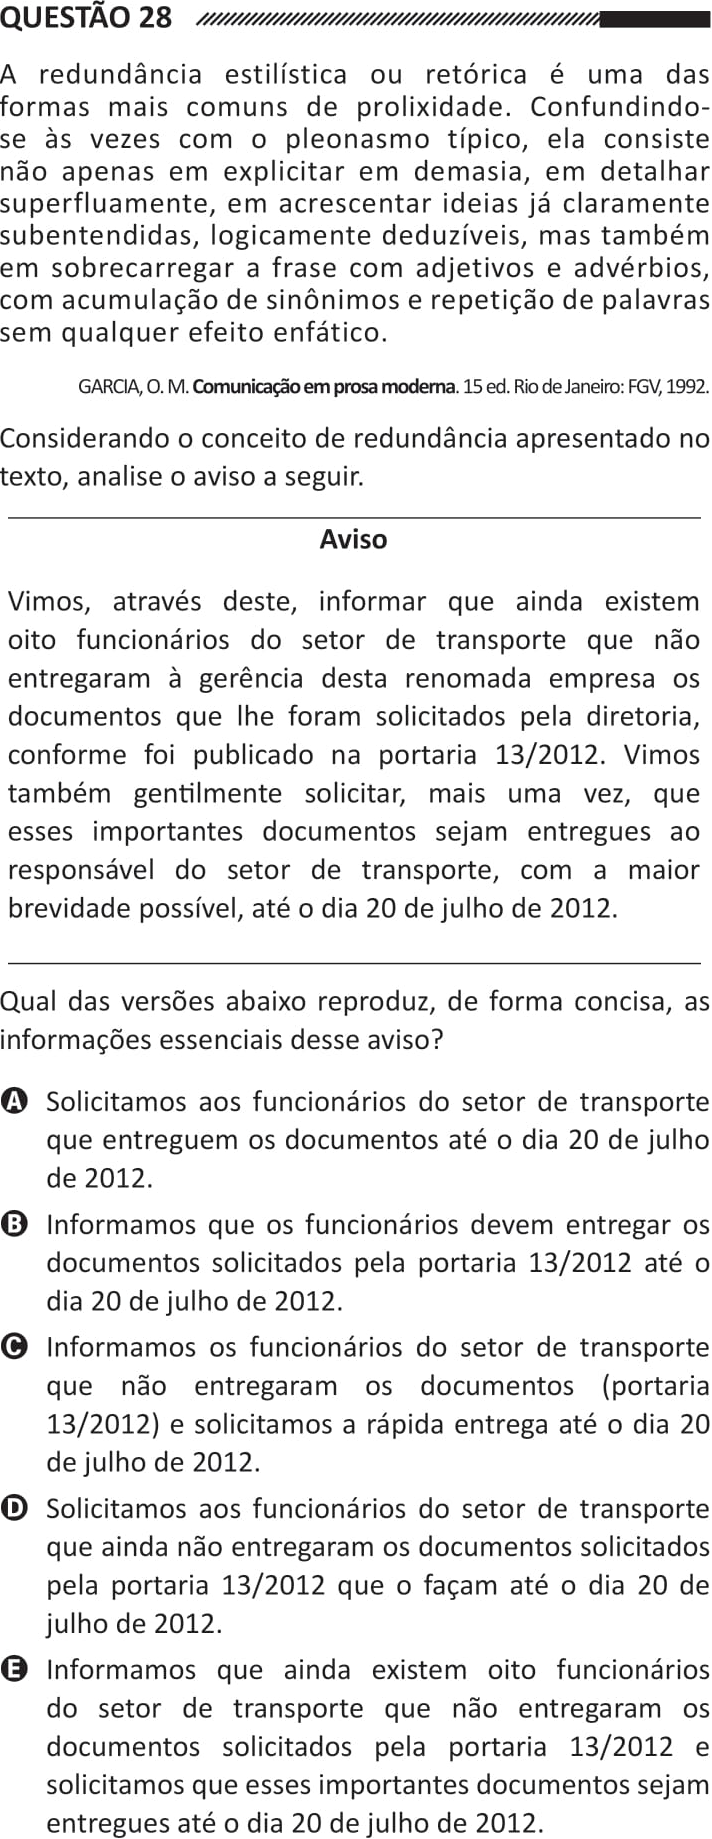 QUESTÃO 28
A redundância estilística ou retórica é uma das
formas mais comuns de prolixidade. Confundindo-
se às vezes com o pleonasmo típico, ela consiste
não apenas em explicitar em demasia, em detalhar
superfluamente, em acrescentar ideias já claramente
subentendidas, logicamente deduzíveis, mas também
em sobrecarregar a frase com adjetivos e advérbios,
com acumulação de sinônimos e repetição de palavras
sem qualquer efeito enfático.
GARCIA, O. M. Comunicação em prosa moderna. 15 ed. Rio de Janeiro: FGV, 1992.
Considerando o conceito de redundância apresentado no
texto, analise o aviso a seguir.
Aviso
Vimos, através deste, informar que ainda existem
oito funcionários do setor de transporte que não
entregaram à gerência desta renomada empresa os
documentos que lhe foram solicitados pela diretoria,
conforme foi publicado na portaria 13/2012. Vimos
também gentilmente solicitar, mais uma vez, que
esses importantes documentos sejam entregues ao
responsável do setor de transporte, com a maior
brevidade possível, até o dia 20 de julho de 2012.
Qual das versões abaixo reproduz, de forma concisa, as
informações essenciais desse aviso?
A Solicitamos aos funcionários do setor de transporte
que entreguem os documentos até o dia 20 de julho
de 2012.
B Informamos que os funcionários devem entregar os
documentos solicitados pela portaria 13/2012 até o
dia 20 de julho de 2012.
C Informamos os funcionários do setor de transporte
que não entregaram os documentos (portaria
13/2012) e solicitamos a rápida entrega até o dia 20
de julho de 2012.
D Solicitamos aos funcionários do setor de transporte
que ainda não entregaram os documentos solicitados
pela portaria 13/2012 que o façam até o dia 20 de
julho de 2012.
E Informamos que ainda existem oito funcionários
do setor de transporte que não entregaram os
documentos solicitados pela portaria 13/2012 e
solicitamos que esses importantes documentos sejam
entregues até o dia 20 de julho de 2012.